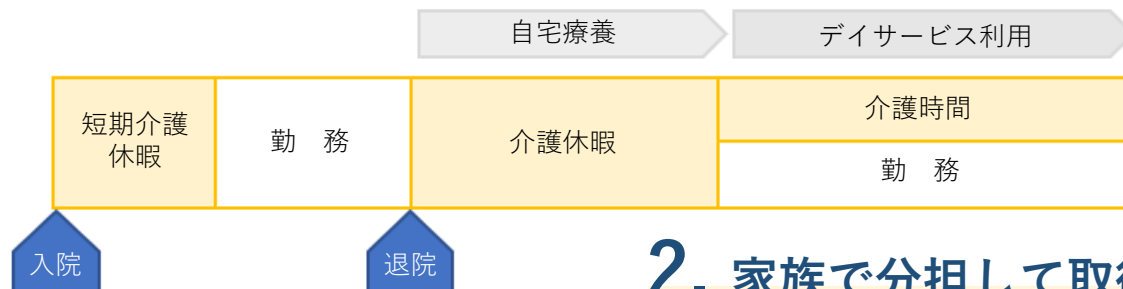 自宅療養
デイサービス利用
短期介護
休暇
勤　務
介護休暇
介護時間
勤　務
入院
退院
2. 家族で分担して取得